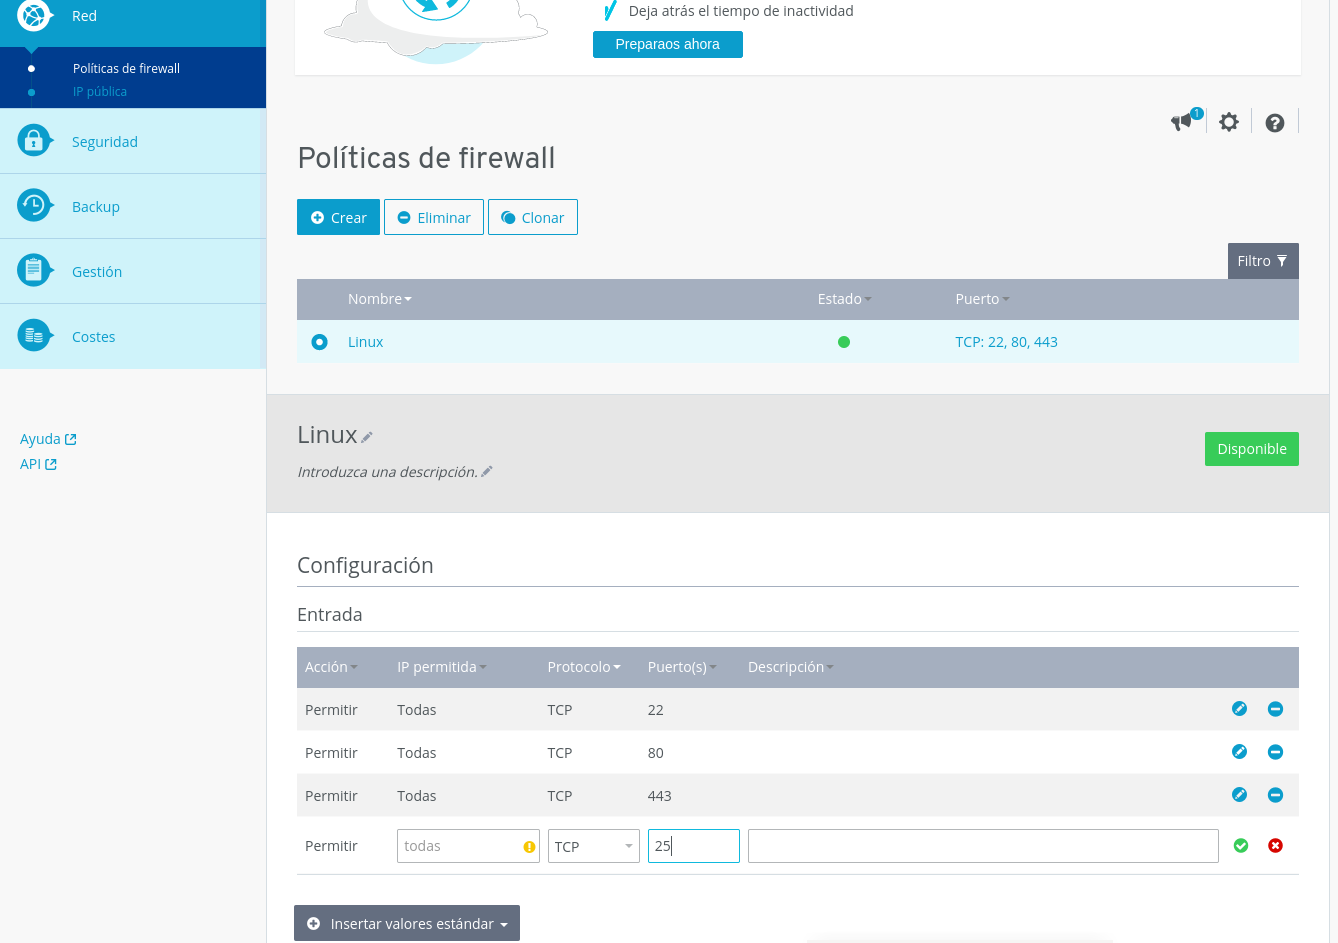 Red
Políticas de firewall
IP pública
Seguridad
Backup
Gestión
Costes
Ayuda
API
Deja atrás el tiempo de inactividad
Preparaos ahora
1
Políticas de firewall
Crear Eliminar Clonar
Filtro
Nombre Estado Puerto
Linux TCP: 22, 80, 443
Linux
Introduzca una descripción.
Disponible
Configuración
Entrada
Acción IP permitida Protocolo Puerto(s) Descripción
Permitir Todas TCP 22
Permitir Todas TCP 80
Permitir Todas TCP 443
Permitir todas TCP 25
Insertar valores estándar